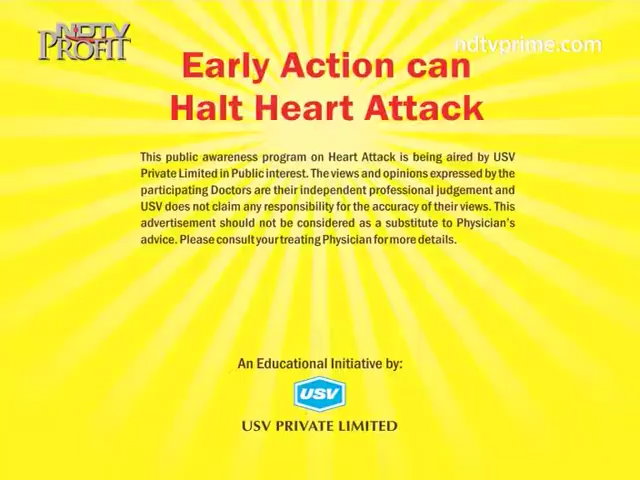 NDTV
PROFIT
ndtvprime.com
Early Action can
Halt Heart Attack
This public awareness program on Heart Attack is being aired by USV
Private Limited in Public interest. The views and opinions expressed by the
participating Doctors are their independent professional judgement and
USV does not claim any responsibility for the accuracy of their views. This
advertisement should not be considered as a substitute to Physician's
advice. Please consult your treating Physician for more details.
An Educational Initiative by:
USV
USV PRIVATE LIMITED